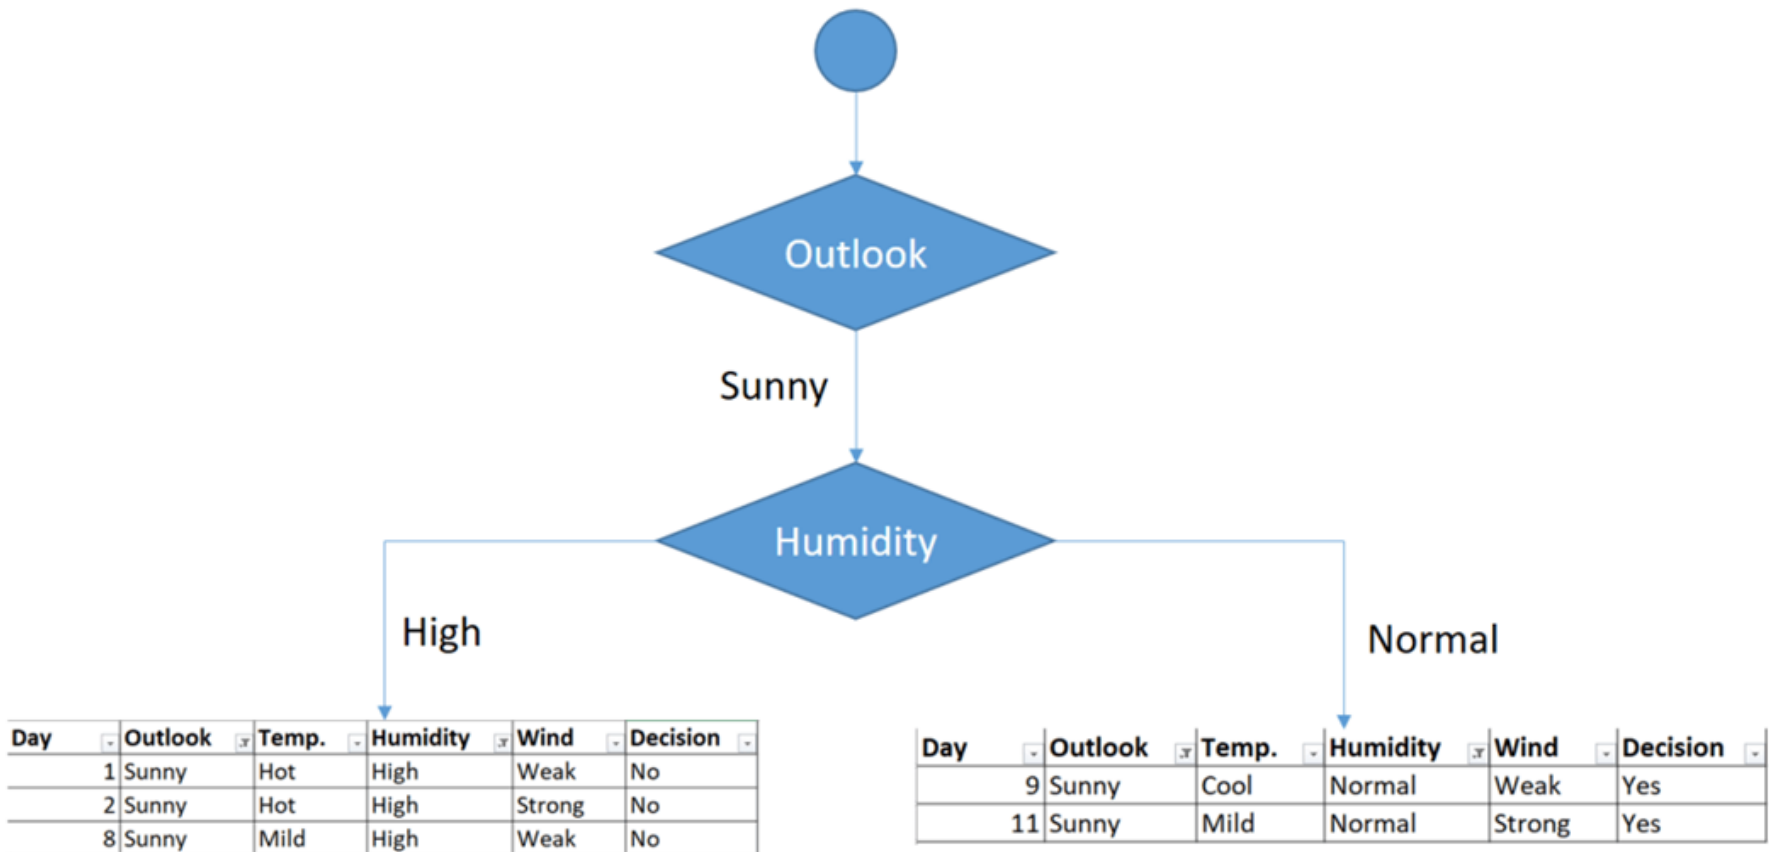 Outlook
Sunny
Humidity
High
Normal
Day Outlook Temp. Humidity Wind Decision
1 Sunny Hot High Weak No
2 Sunny Hot High Strong No
8 Sunny Mild High Weak No
Day Outlook Temp. Humidity Wind Decision
9 Sunny Cool Normal Weak Yes
11 Sunny Mild Normal Strong Yes